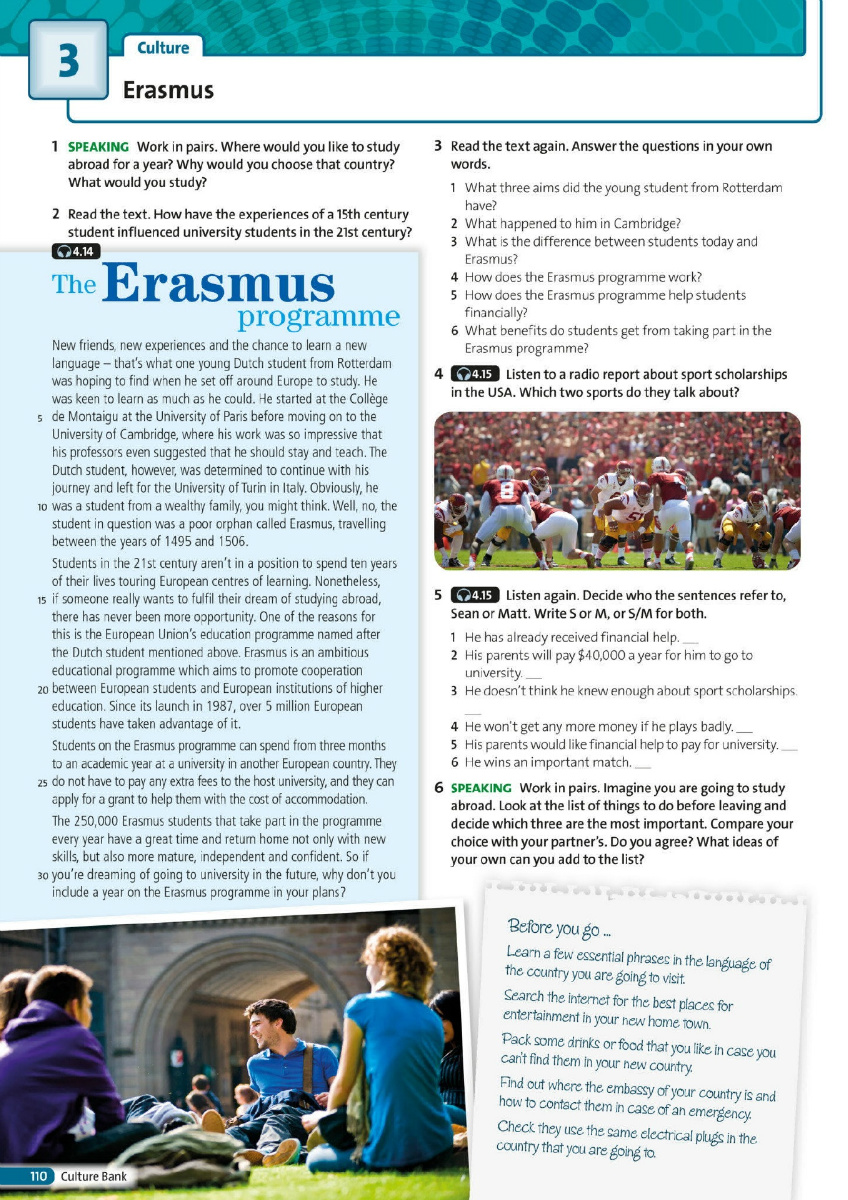 3
Culture
Erasmus
1 SPEAKING Work in pairs. Where would you like to study
abroad for a year? Why would you choose that country?
What would you study?
2 Read the text. How have the experiences of a 15th century
student influenced university students in the 21st century?
4.14
The Erasmus
programme
New friends, new experiences and the chance to learn a new
language – that's what one young Dutch student from Rotterdam
was hoping to find when he set off around Europe to study. He
was keen to learn as much as he could. He started at the Collège
5 de Montaigu at the University of Paris before moving on to the
University of Cambridge, where his work was so impressive that
his professors even suggested that he should stay and teach. The
Dutch student, however, was determined to continue with his
journey and left for the University of Turin in Italy. Obviously, he
10 was a student from a wealthy family, you might think. Well, no, the
student in question was a poor orphan called Erasmus, travelling
between the years of 1495 and 1506.
Students in the 21st century aren't in a position to spend ten years
of their lives touring European centres of learning. Nonetheless,
15 if someone really wants to fulfil their dream of studying abroad,
there has never been more opportunity. One of the reasons for
this is the European Union's education programme named after
the Dutch student mentioned above. Erasmus is an ambitious
educational programme which aims to promote cooperation
20 between European students and European institutions of higher
education. Since its launch in 1987, over 5 million European
students have taken advantage of it.
Students on the Erasmus programme can spend from three months
to an academic year at a university in another European country. They
25 do not have to pay any extra fees to the host university, and they can
apply for a grant to help them with the cost of accommodation.
The 250,000 Erasmus students that take part in the programme
every year have a great time and return home not only with new
skills, but also more mature, independent and confident. So if
30 you're dreaming of going to university in the future, why don't you
include a year on the Erasmus programme in your plans?
3 Read the text again. Answer the questions in your own
words.
1 What three aims did the young student from Rotterdam
have?
2 What happened to him in Cambridge?
3 What is the difference between students today and
Erasmus?
4 How does the Erasmus programme work?
5 How does the Erasmus programme help students
financially?
6 What benefits do students get from taking part in the
Erasmus programme?
4 4.15 Listen to a radio report about sport scholarships
in the USA. Which two sports do they talk about?
8
5 4.15 Listen again. Decide who the sentences refer to,
Sean or Matt. Write S or M, or S/M for both.
1 He has already received financial help. __
2 His parents will pay $40,000 a year for him to go to
university. __
3 He doesn't think he knew enough about sport scholarships.
__
4 He won't get any more money if he plays badly. __
5 His parents would like financial help to pay for university. __
6 He wins an important match. __
6 SPEAKING Work in pairs. Imagine you are going to study
abroad. Look at the list of things to do before leaving and
decide which three are the most important. Compare your
choice with your partner's. Do you agree? What ideas of
your own can you add to the list?
Before you go ...
Learn a few essential phrases in the language of
the country you are going to visit.
Search the internet for the best places for
entertainment in your new home town.
Pack some drinks or food that you like in case you
can't find them in your new country.
Find out where the embassy of your country is and
how to contact them in case of an emergency.
Check they use the same electrical plugs in the
country that you are going to.
110 Culture Bank